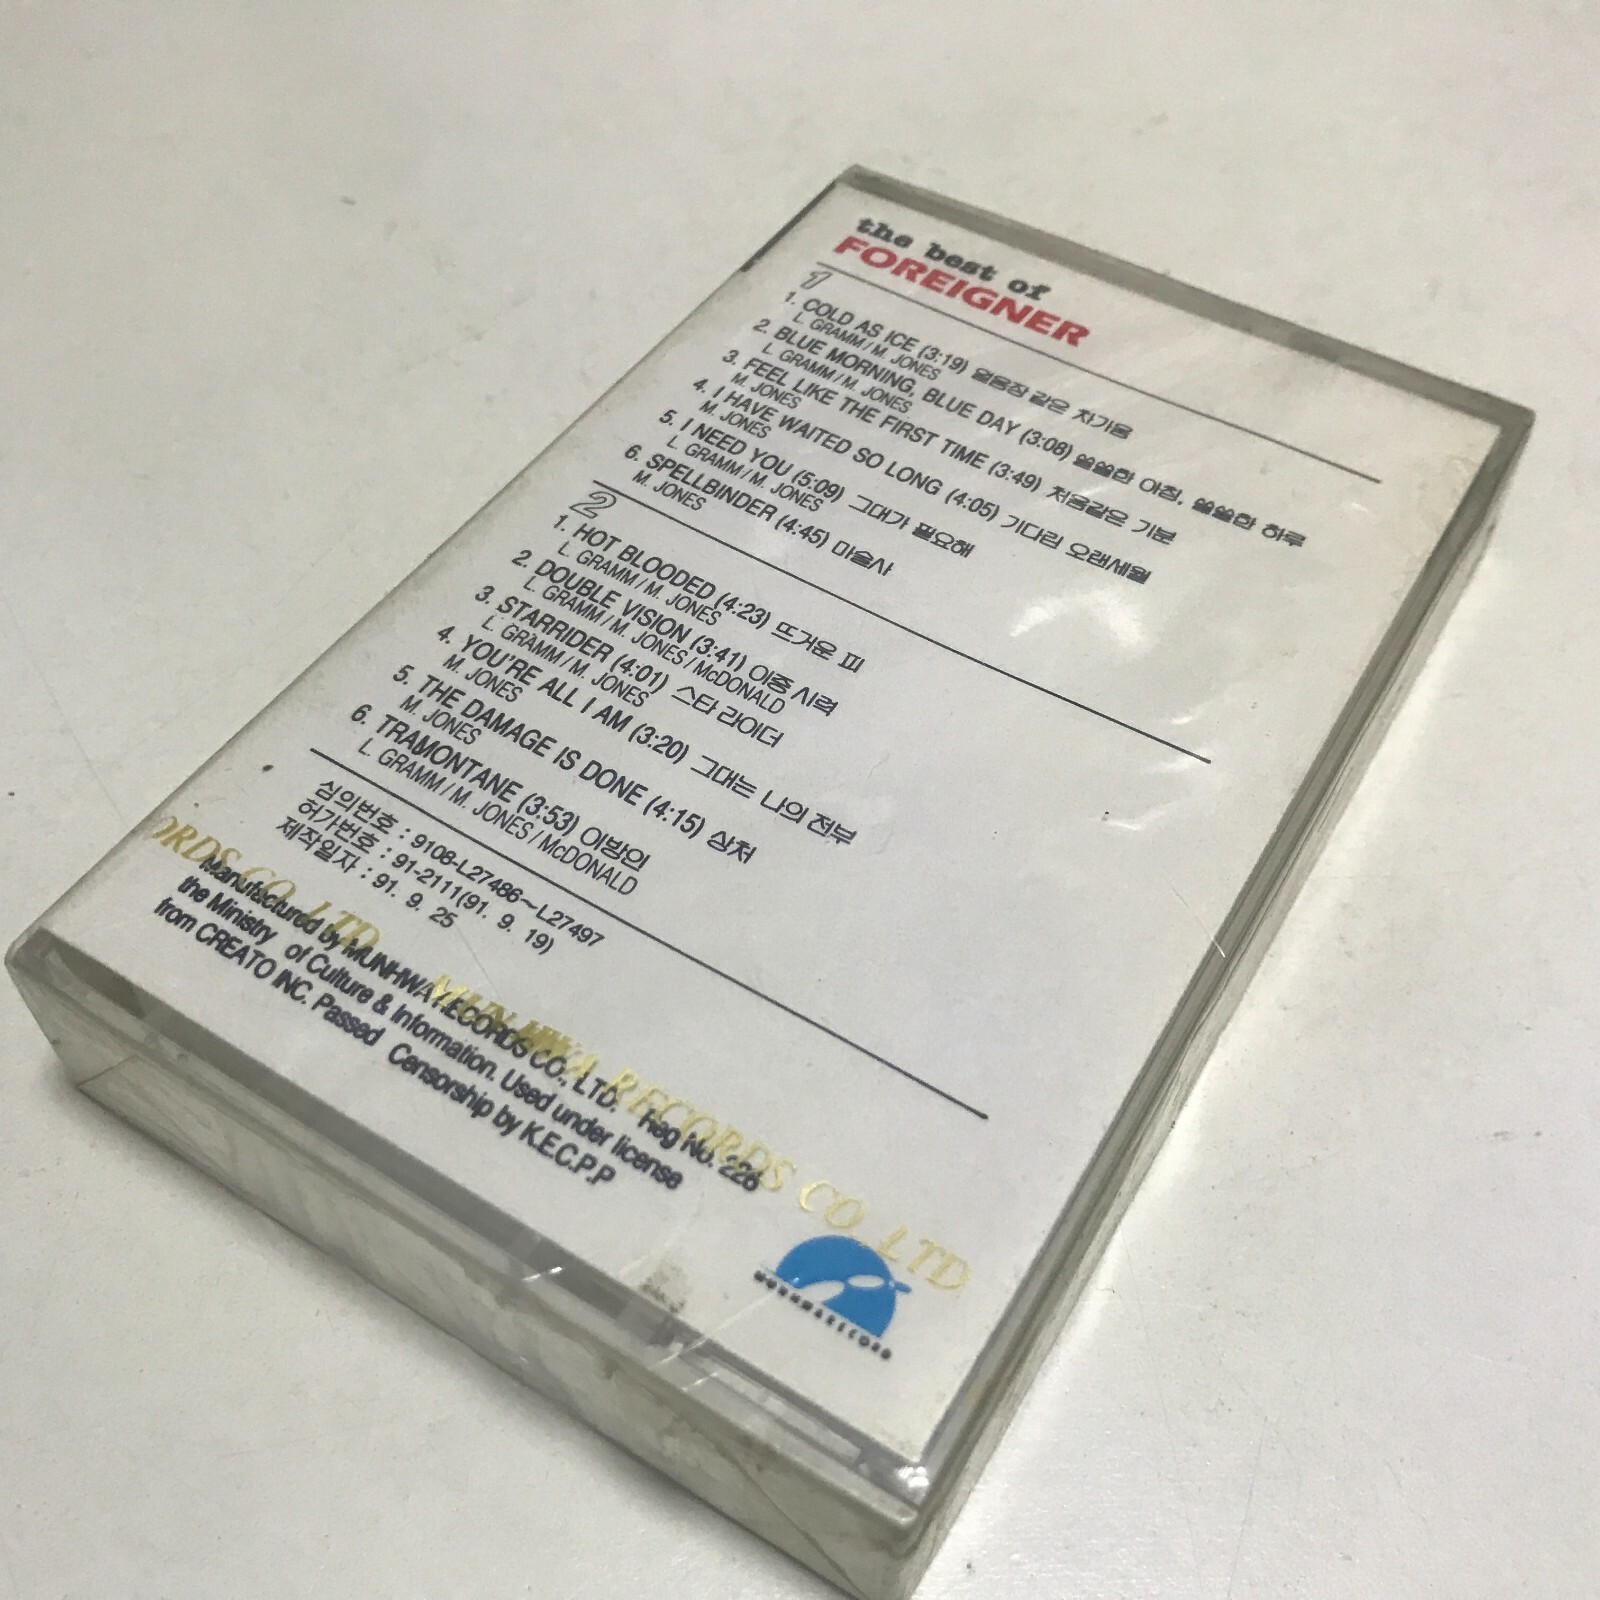 the best of
FOREIGNER
1
1. COLD AS ICE (3:19) 얼음장 같은 차가움
L. GRAMM / M. JONES
2. BLUE MORNING, BLUE DAY (3:08) 쓸쓸한 아침, 쓸쓸한 하루
L. GRAMM / M. JONES
3. FEEL LIKE THE FIRST TIME (3:49) 처음같은 기분
M. JONES
4. I HAVE WAITED SO LONG (4:05) 기다린 오랜세월
M. JONES
5. I NEED YOU (5:09) 그대가 필요해
L. GRAMM / M. JONES
6. SPELLBINDER (4:45) 마술사
M. JONES
2
1. HOT BLOODED (4:23) 뜨거운 피
L. GRAMM / M. JONES
2. DOUBLE VISION (3:41) 이중 시력
L. GRAMM / M. JONES / McDONALD
3. STARRIDER (4:01) 스타 라이더
L. GRAMM / M. JONES
4. YOU'RE ALL I AM (3:20) 그대는 나의 전부
M. JONES
5. THE DAMAGE IS DONE (4:15) 상처
M. JONES
6. TRAMONTANE (3:53) 이방인
L. GRAMM / M. JONES / McDONALD
심의번호 : 9108-L27486~L27497
허가번호 : 91-2111(91. 9. 19)
제작일자 : 91. 9. 25
Manufactured by MUNHWA RECORDS CO., LTD. Reg No. 226
the Ministry of Culture & Information. Used under license
from CREATO INC. Passed Censorship by K.E.C.P.P
ORDS CO LTD MUN HWA RECORDS CO LTD
MUNHWARECORD